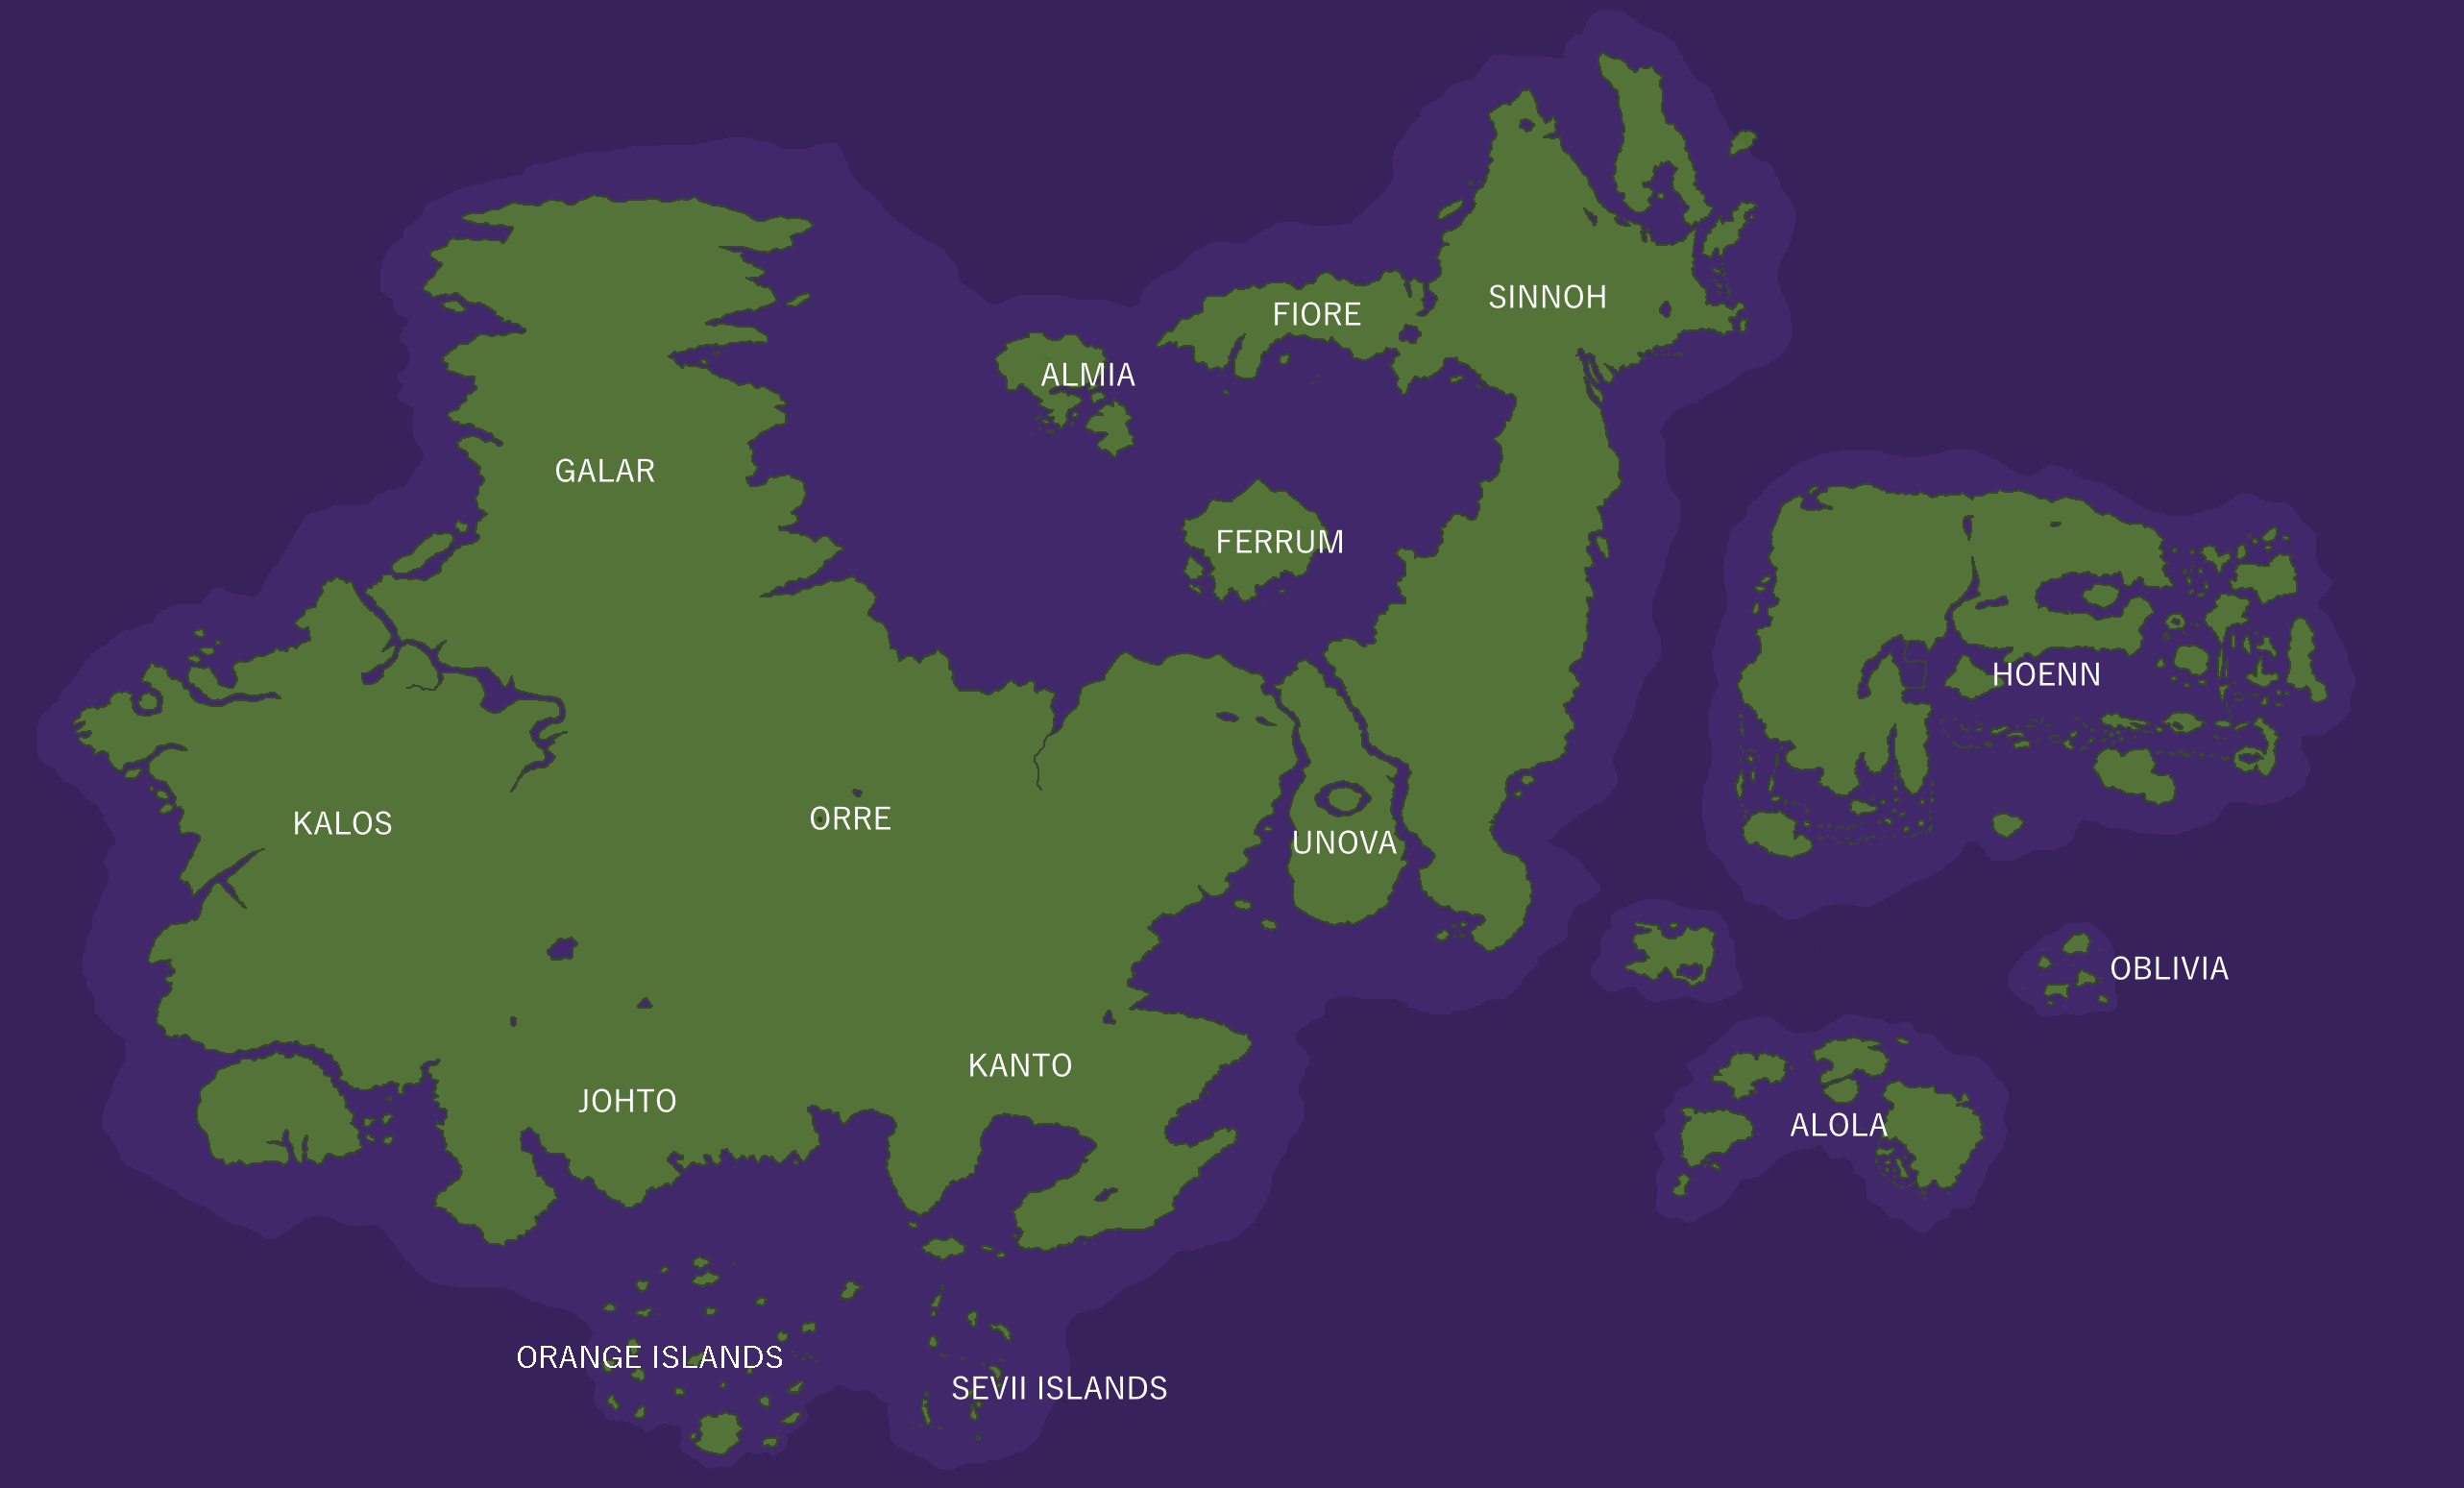 SINNOH
FIORE
ALMIA
GALAR
FERRUM
HOENN
KALOS
ORRE
UNOVA
OBLIVIA
KANTO
JOHTO
ALOLA
ORANGE ISLANDS
SEVII ISLANDS